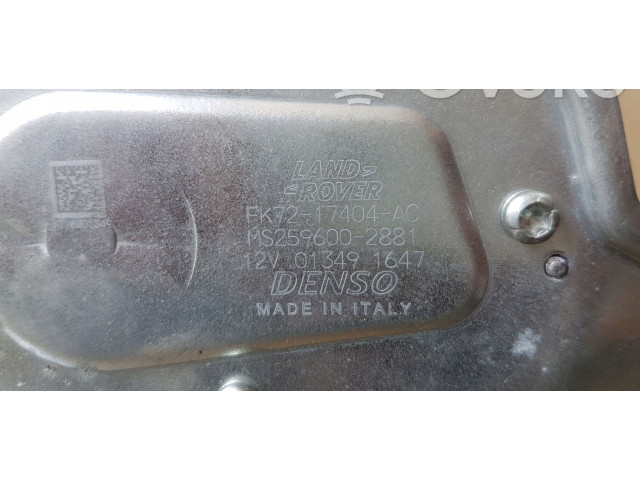 LAND
ROVER
FK72-17404-AC
MS259600-2881
12V 01349 1647
DENSO
MADE IN ITALY